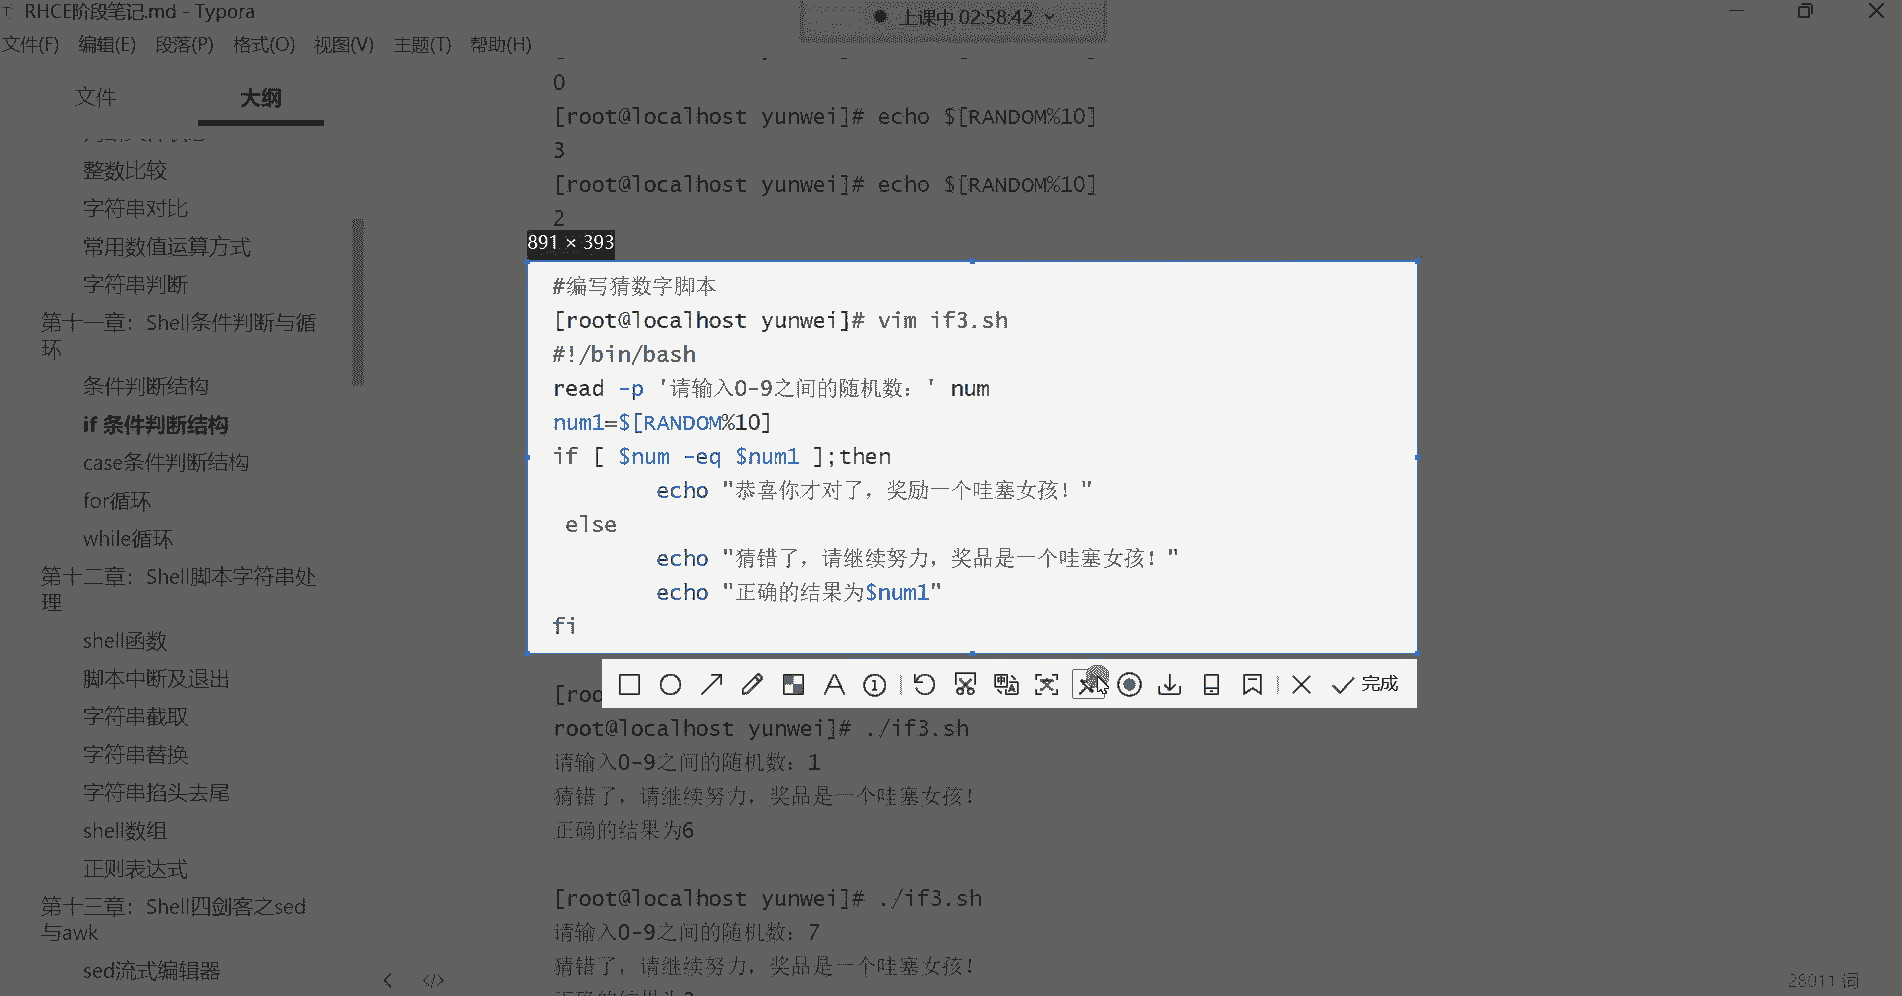 RHCE阶段笔记.md - Typora
上课中 02:58:42
文件(F) 编辑(E) 段落(P) 格式(O) 视图(V) 主题(T) 帮助(H)
文件 大纲
整数比较
字符串对比
常用数值运算方式
字符串判断
第十一章：Shell条件判断与循
环
条件判断结构
if 条件判断结构
case条件判断结构
for循环
while循环
第十二章：Shell脚本字符串处
理
shell函数
脚本中断及退出
字符串截取
字符串替换
字符串掐头去尾
shell数组
正则表达式
第十三章：Shell四剑客之sed
与awk
sed流式编辑器
0
[root@localhost yunwei]# echo $[RANDOM%10]
3
[root@localhost yunwei]# echo $[RANDOM%10]
2
891 × 393
#编写猜数字脚本
[root@localhost yunwei]# vim if3.sh
#!/bin/bash
read -p '请输入0-9之间的随机数：' num
num1=$[RANDOM%10]
if [ $num -eq $num1 ];then
echo "恭喜你才对了，奖励一个哇塞女孩！"
else
echo "猜错了，请继续努力，奖品是一个哇塞女孩！"
echo "正确的结果为$num1"
fi
完成
[roo
root@localhost yunwei]# ./if3.sh
请输入0-9之间的随机数：1
猜错了，请继续努力，奖品是一个哇塞女孩！
正确的结果为6
[root@localhost yunwei]# ./if3.sh
请输入0-9之间的随机数：7
猜错了，请继续努力，奖品是一个哇塞女孩！
28011 词